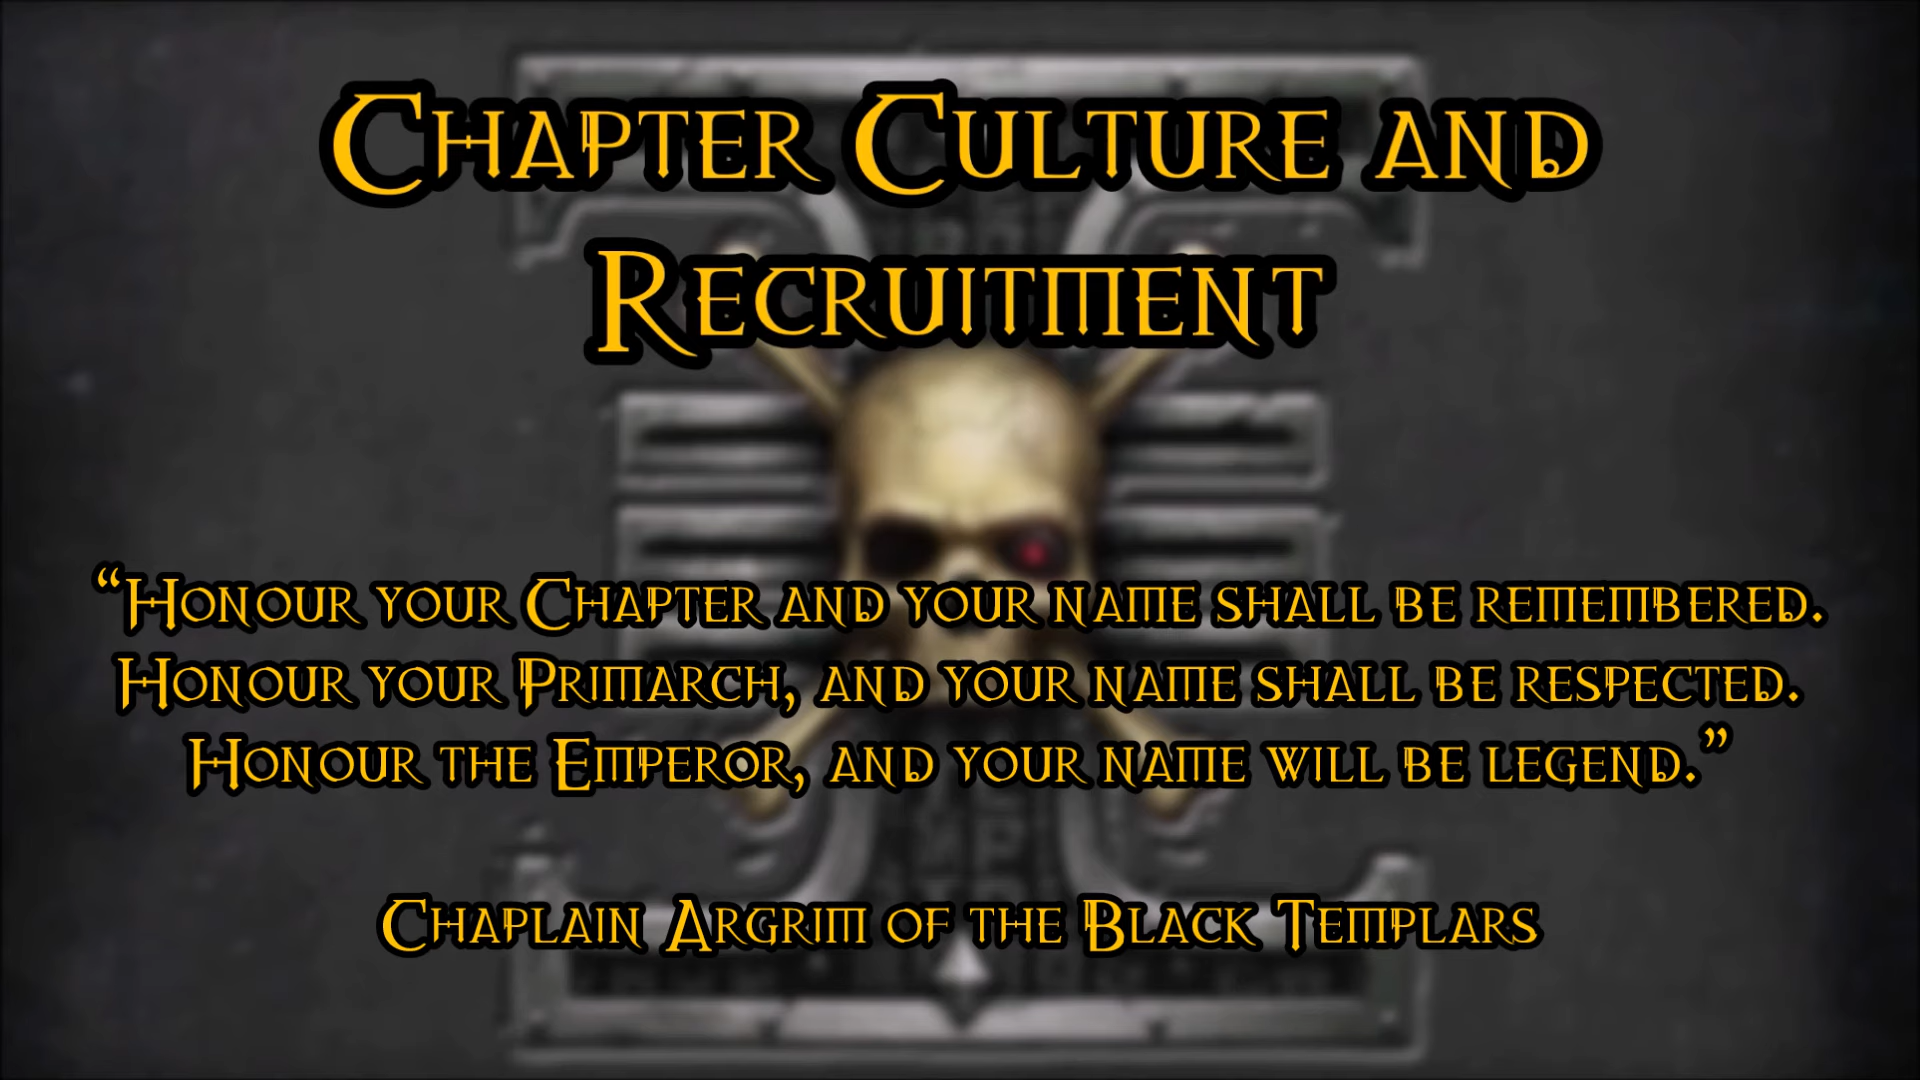 Chapter Culture and
Recruitment
“Honour your Chapter and your name shall be remembered.
Honour your Primarch, and your name shall be respected.
Honour the Emperor, and your name will be legend.”
Chaplain Argrim of the Black Templars